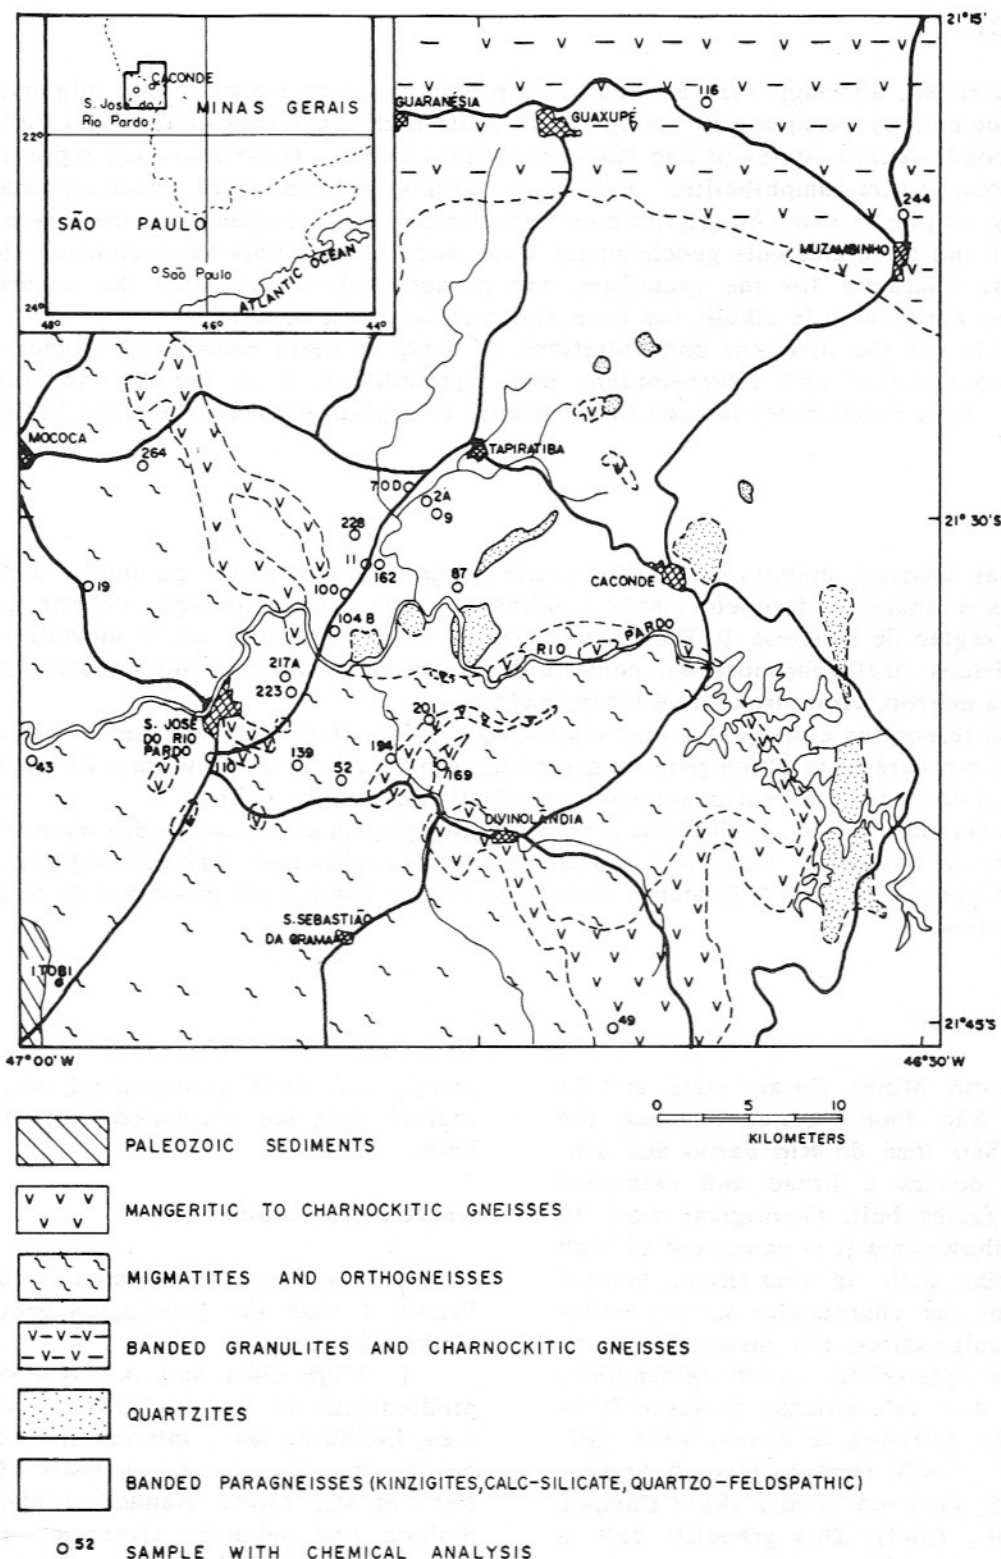 21°15'
CACONDE
S. José do
Rio Pardo
MINAS GERAIS
22°
SÃO PAULO
São Paulo
ATLANTIC OCEAN
24°
48°
46°
44°
GUARANESIA
GUAXUPÉ
116
244
MUZAMBINHO
MOCOCA
264
TAPIRATIBA
70D
2A
9
228
21°30'S
11
162
87
19
100
CACONDE
104B
RIO PARDO
217A
223
201
S. JOSÉ
DO RIO
PARDO
43
110
139
52
194
169
DIVINOLANDIA
S. SEBASTIÃO
DA GRAMA
ITOBI
49
21°45'S
47°00'W
46°30'W
0 5 10
KILOMETERS
PALEOZOIC SEDIMENTS
MANGERITIC TO CHARNOCKITIC GNEISSES
MIGMATITES AND ORTHOGNEISSES
BANDED GRANULITES AND CHARNOCKITIC GNEISSES
QUARTZITES
BANDED PARAGNEISSES (KINZIGITES, CALC-SILICATE, QUARTZO-FELDSPATHIC)
52 SAMPLE WITH CHEMICAL ANALYSIS